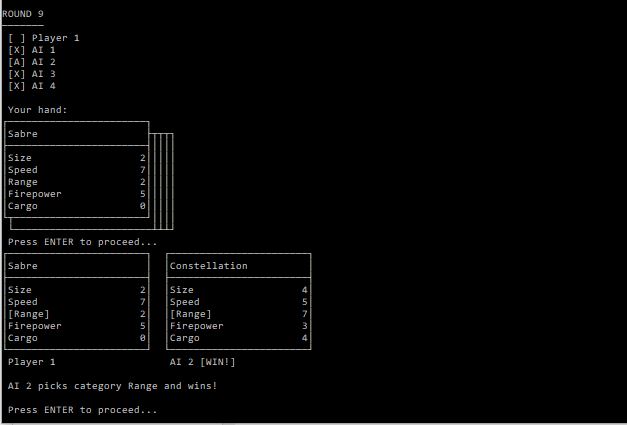 ROUND 9
[ ] Player 1
[X] AI 1
[A] AI 2
[X] AI 3
[X] AI 4
Your hand:
Sabre
Size 2
Speed 7
Range 2
Firepower 5
Cargo 0
Press ENTER to proceed...
Sabre Constellation
Size 2 Size 4
Speed 7 Speed 5
[Range] 2 [Range] 7
Firepower 5 Firepower 3
Cargo 0 Cargo 4
Player 1 AI 2 [WIN!]
AI 2 picks category Range and wins!
Press ENTER to proceed...